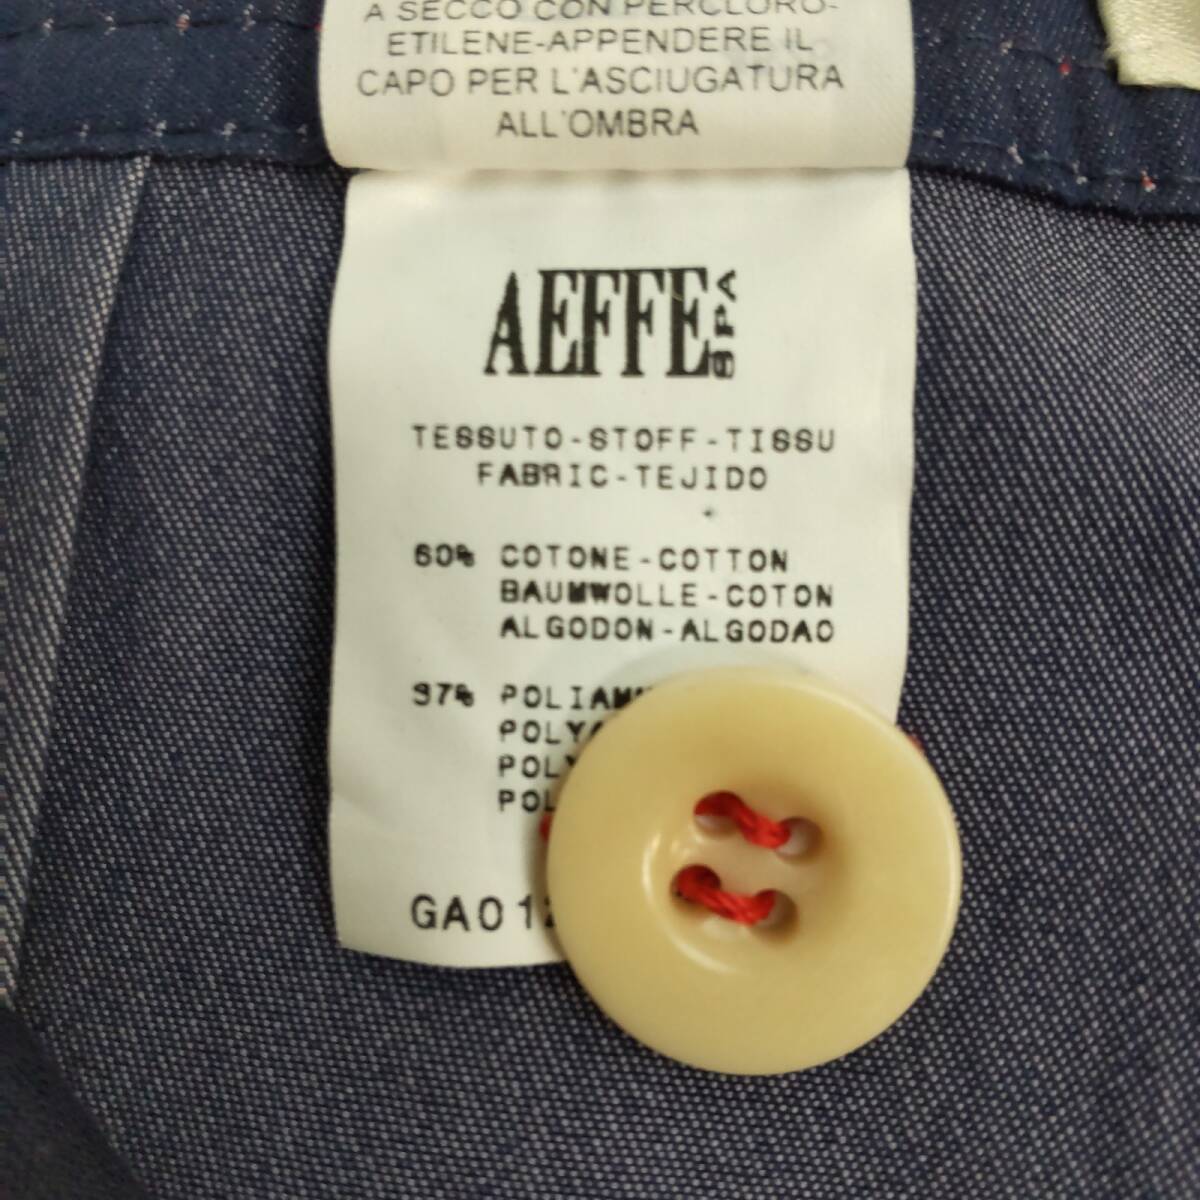 A SECCO CON PERCLORO-
ETILENE-APPENDERE IL
CAPO PER L'ASCIUGATURA
ALL'OMBRA
AEFFE SPA
TESSUTO-STOFF-TISSU
FABRIC-TEJIDO
60% COTONE-COTTON
BAUMWOLLE-COTON
ALGODON-ALGODAO
37%